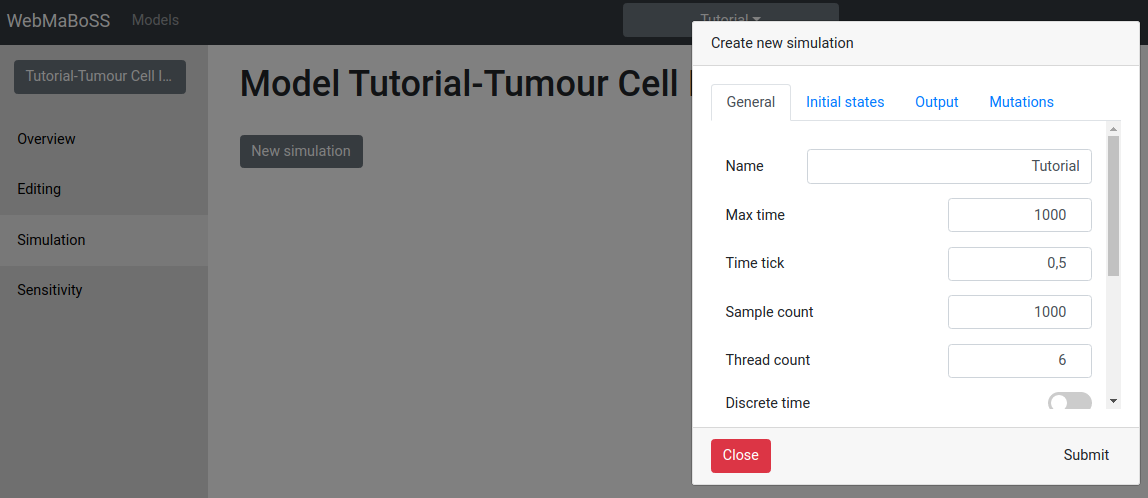 WebMaBoSS Models Tutorial
Tutorial-Tumour Cell I...
Overview
Editing
Simulation
Sensitivity
Model Tutorial-Tumour Cell
New simulation
Create new simulation
General Initial states Output Mutations
Name Tutorial
Max time 1000
Time tick 0,5
Sample count 1000
Thread count 6
Discrete time
Close Submit